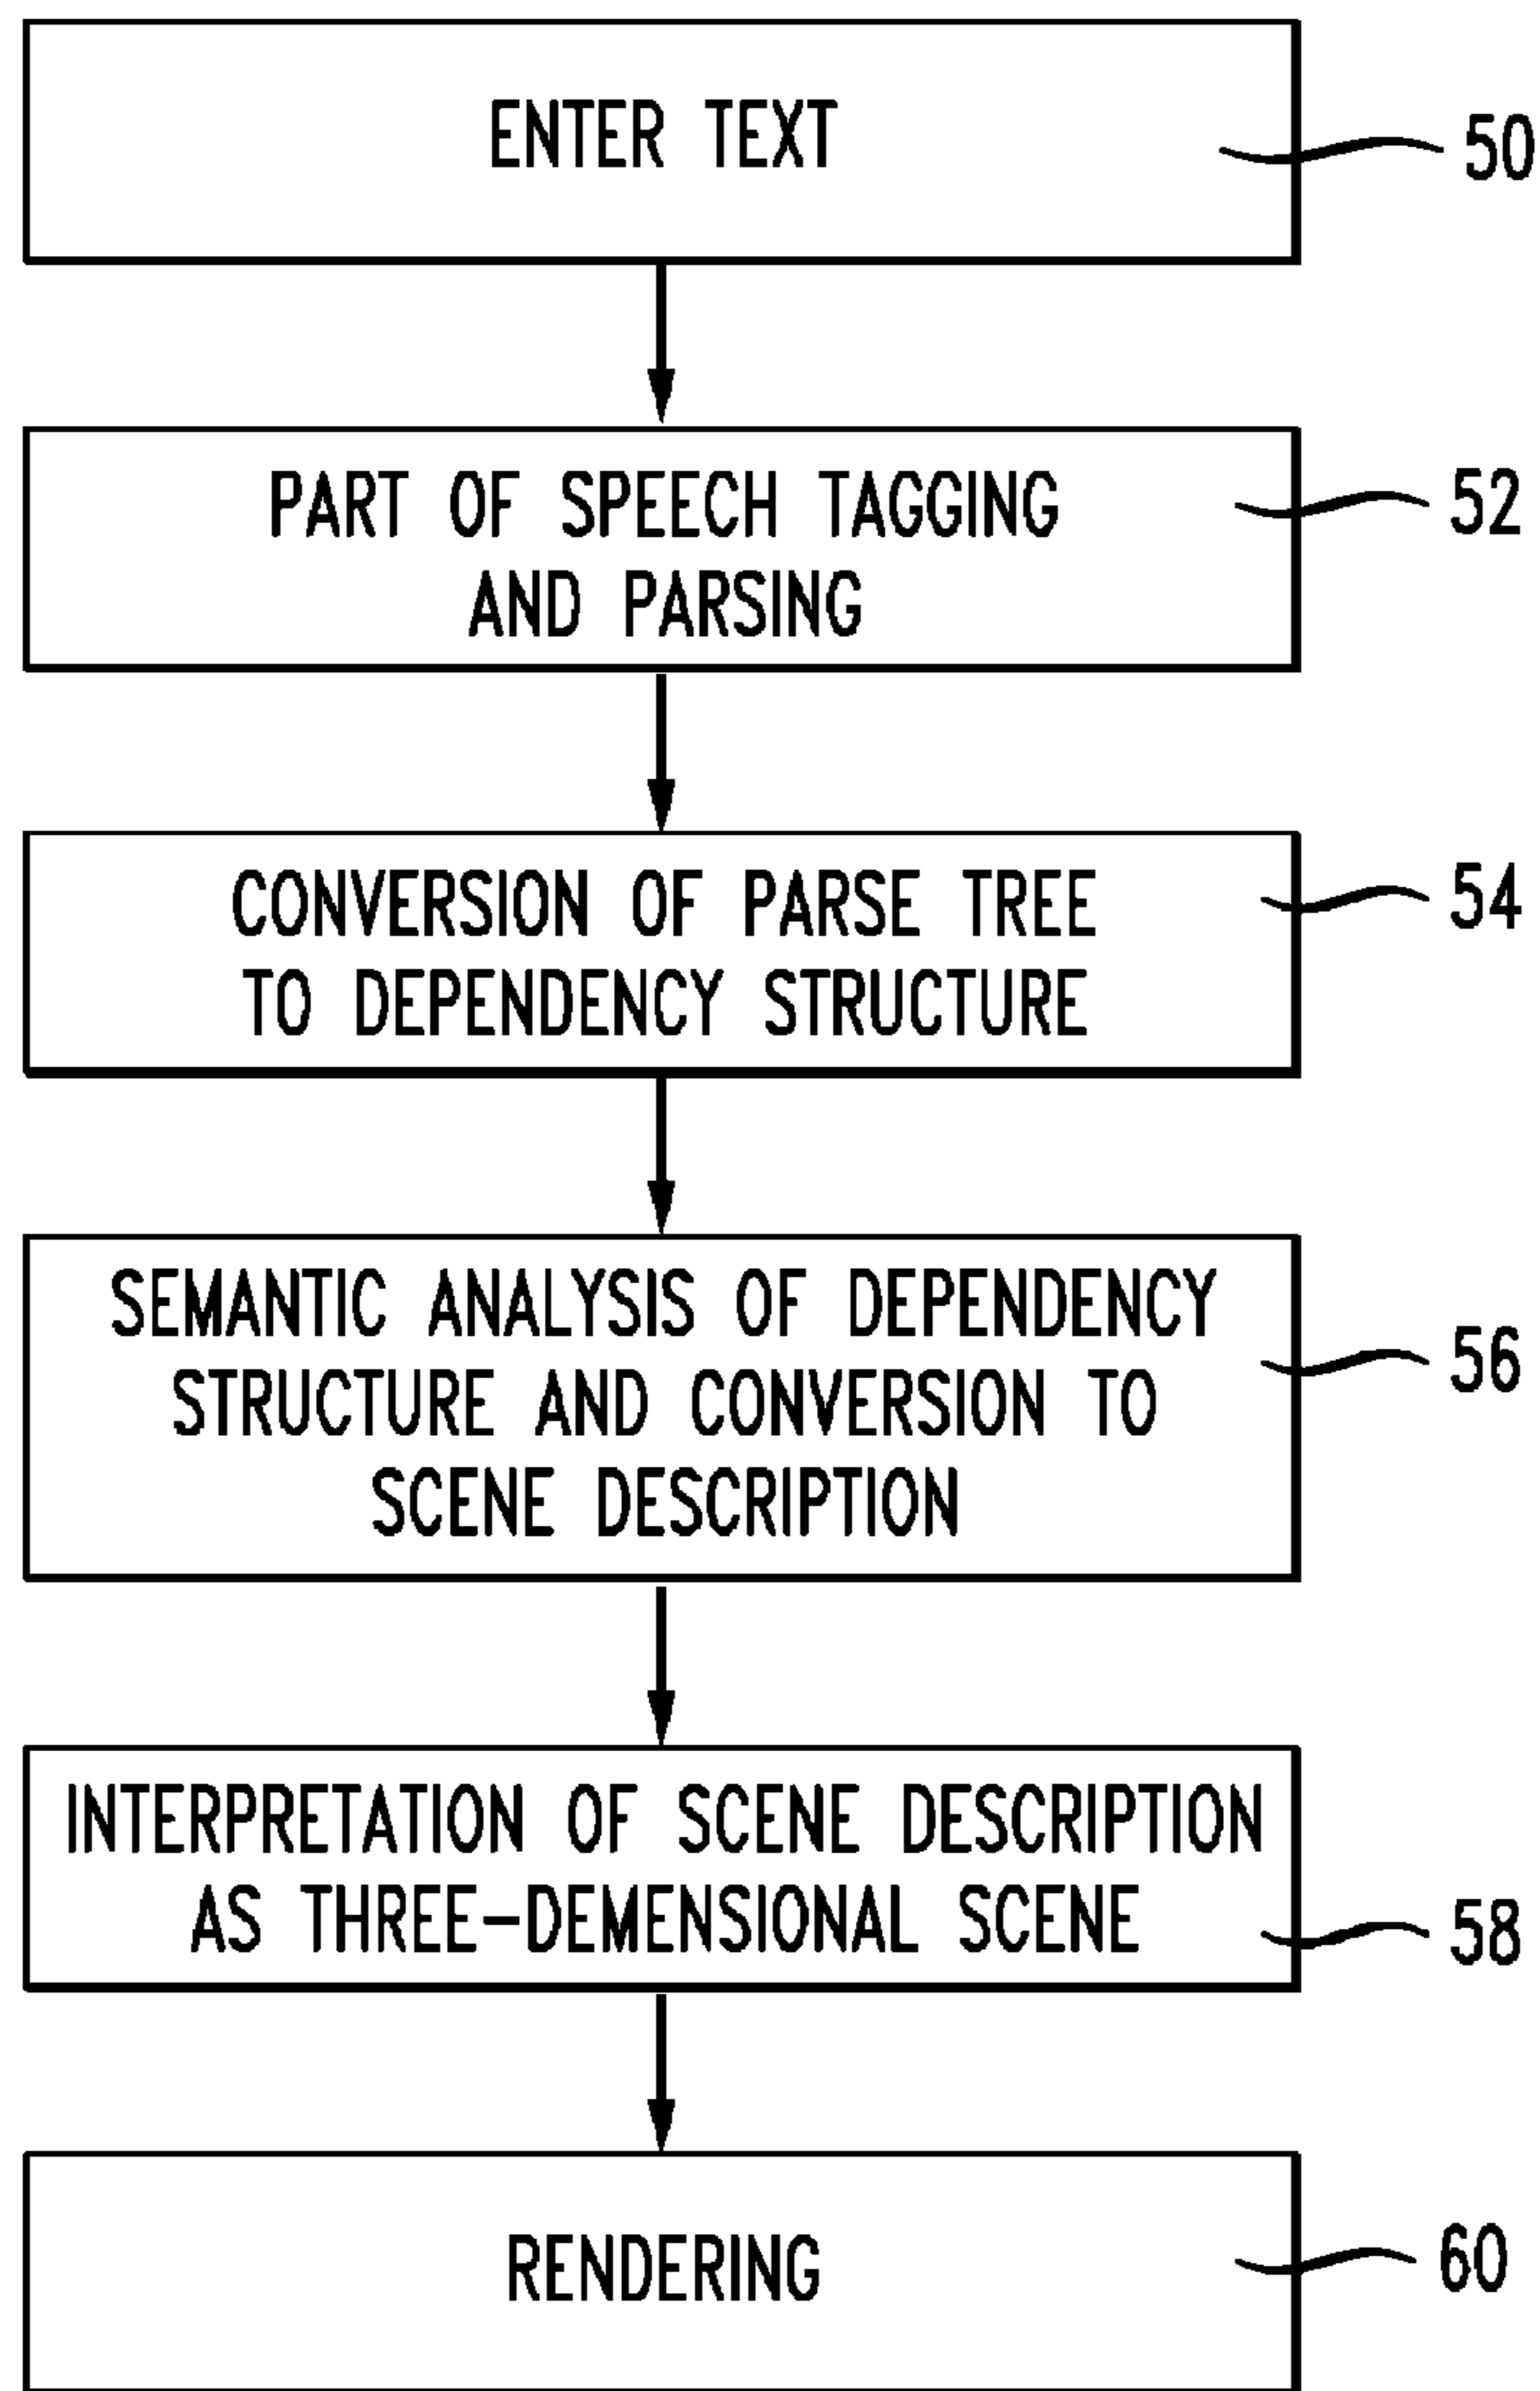 ENTER TEXT
50
PART OF SPEECH TAGGING
AND PARSING
52
CONVERSION OF PARSE TREE
TO DEPENDENCY STRUCTURE
54
SEMANTIC ANALYSIS OF DEPENDENCY
STRUCTURE AND CONVERSION TO
SCENE DESCRIPTION
56
INTERPRETATION OF SCENE DESCRIPTION
AS THREE-DEMENSIONAL SCENE
58
RENDERING
60